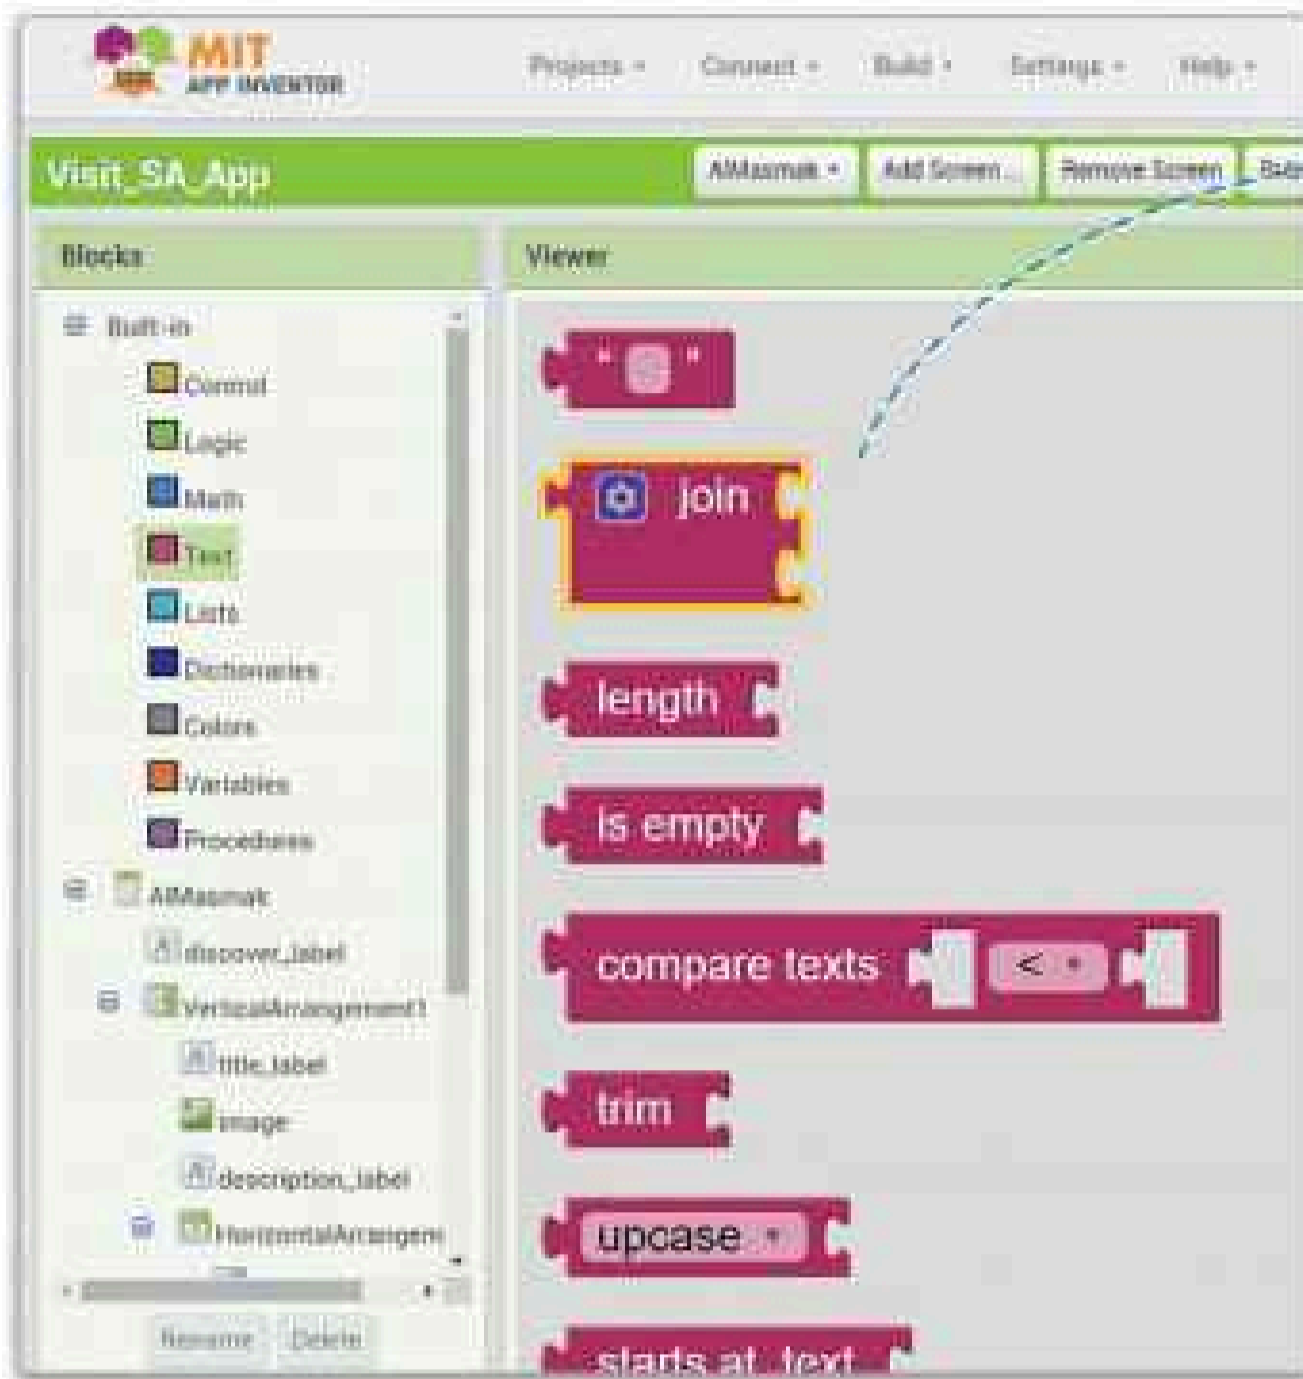 MIT
APP INVENTOR
Projects Connect Build Settings Help
Visit_SA_App
AlMasmak Add Screen ... Remove Screen
Blocks
Viewer
Built-in
Control
Logic
Math
Text
Lists
Dictionaries
Colors
Variables
Procedures
AlMasmak
discover_label
VerticalArrangement1
title_label
image
description_label
HorizontalArrangem
Rename Delete
" "
join
length
is empty
compare texts <
trim
upcase
starts at text